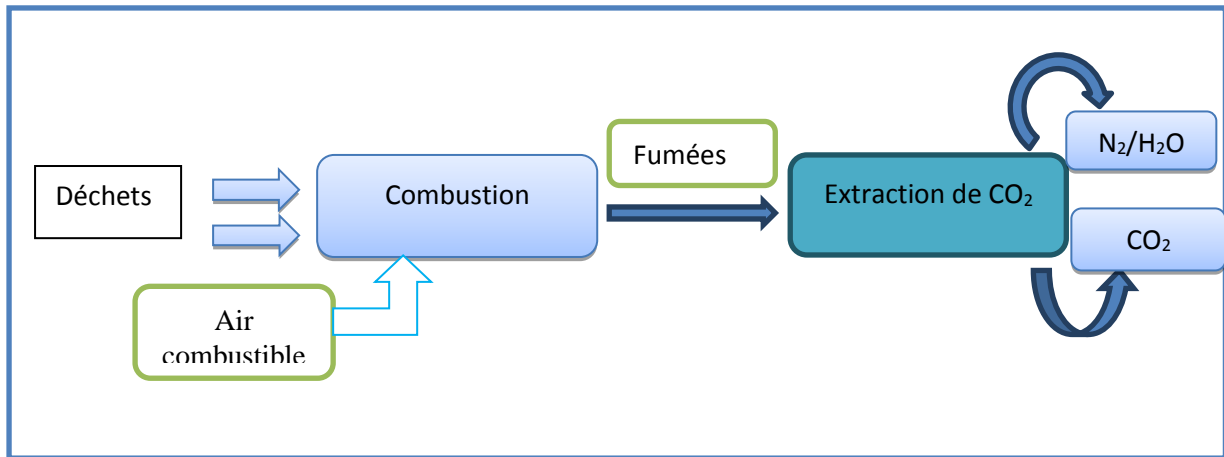 Déchets
Air
combustible
Combustion
Fumées
Extraction de CO₂
N₂/H₂O
CO₂